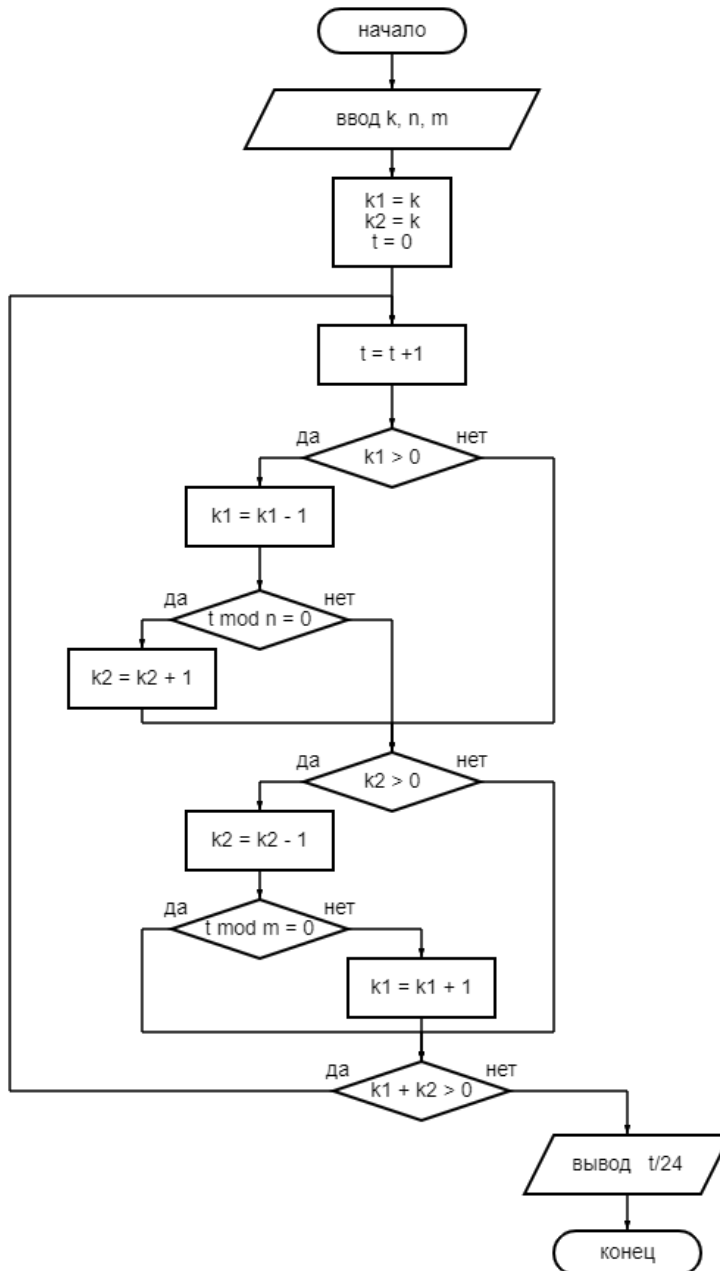 начало
ввод k, n, m
k1 = k
k2 = k
t = 0
t = t +1
да
нет
k1 > 0
k1 = k1 - 1
да
нет
t mod n = 0
k2 = k2 + 1
да
нет
k2 > 0
k2 = k2 - 1
да
нет
t mod m = 0
k1 = k1 + 1
да
нет
k1 + k2 > 0
вывод t/24
конец